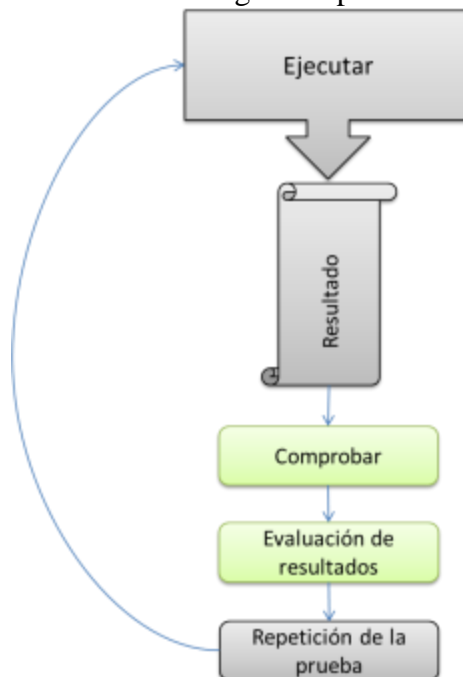 Ejecutar
Resultado
Comprobar
Evaluación de
resultados
Repetición de la
prueba